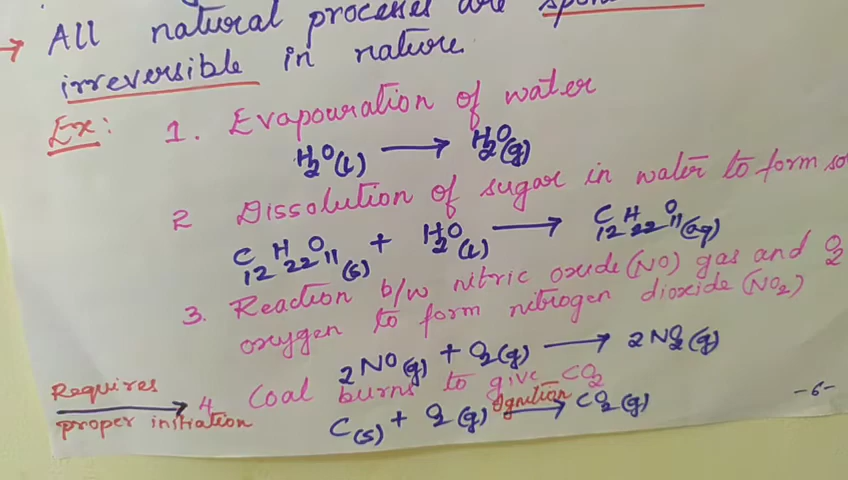 → All natural processes are
irreversible in nature.
Ex: 1. Evapouration of water
H₂O(l) → H₂O(g)
2 Dissolution of sugar in water to form
C₁₂H₂₂O₁₁(s) + H₂O(l) → C₁₂H₂₂O₁₁(aq)
3. Reaction b/w nitric oxude (NO) gas and O₂
oxygen to form nitrogen dioxide (NO₂)
2NO(g) + O₂(g) → 2NO₂(g)
Requires proper initiation → 4. Coal burns to give CO₂
C(s) + O₂(g) Ignition → CO₂(g)
-6-